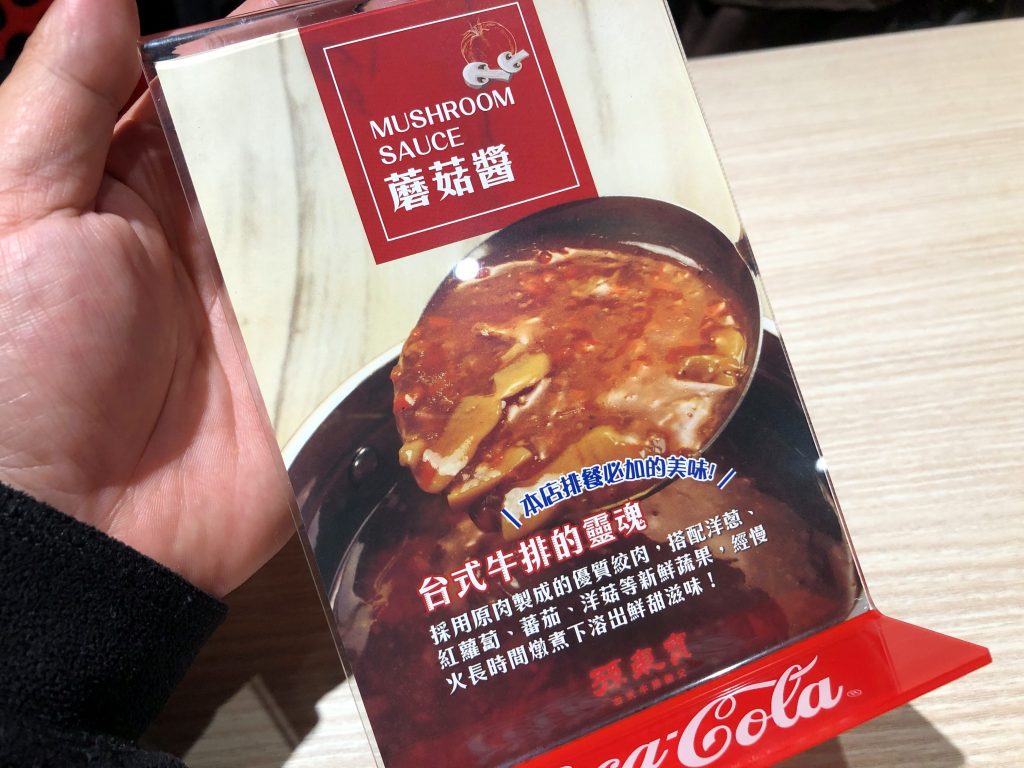 MUSHROOM
SAUCE
蘑菇醬
本店排餐必加的美味!
台式牛排的靈魂
採用原肉製成的優質絞肉，搭配洋蔥、
紅蘿蔔、蕃茄、洋菇等新鮮蔬果，經慢
火長時間燉煮下溶出鮮甜滋味！
孫東寶
Coca-Cola®